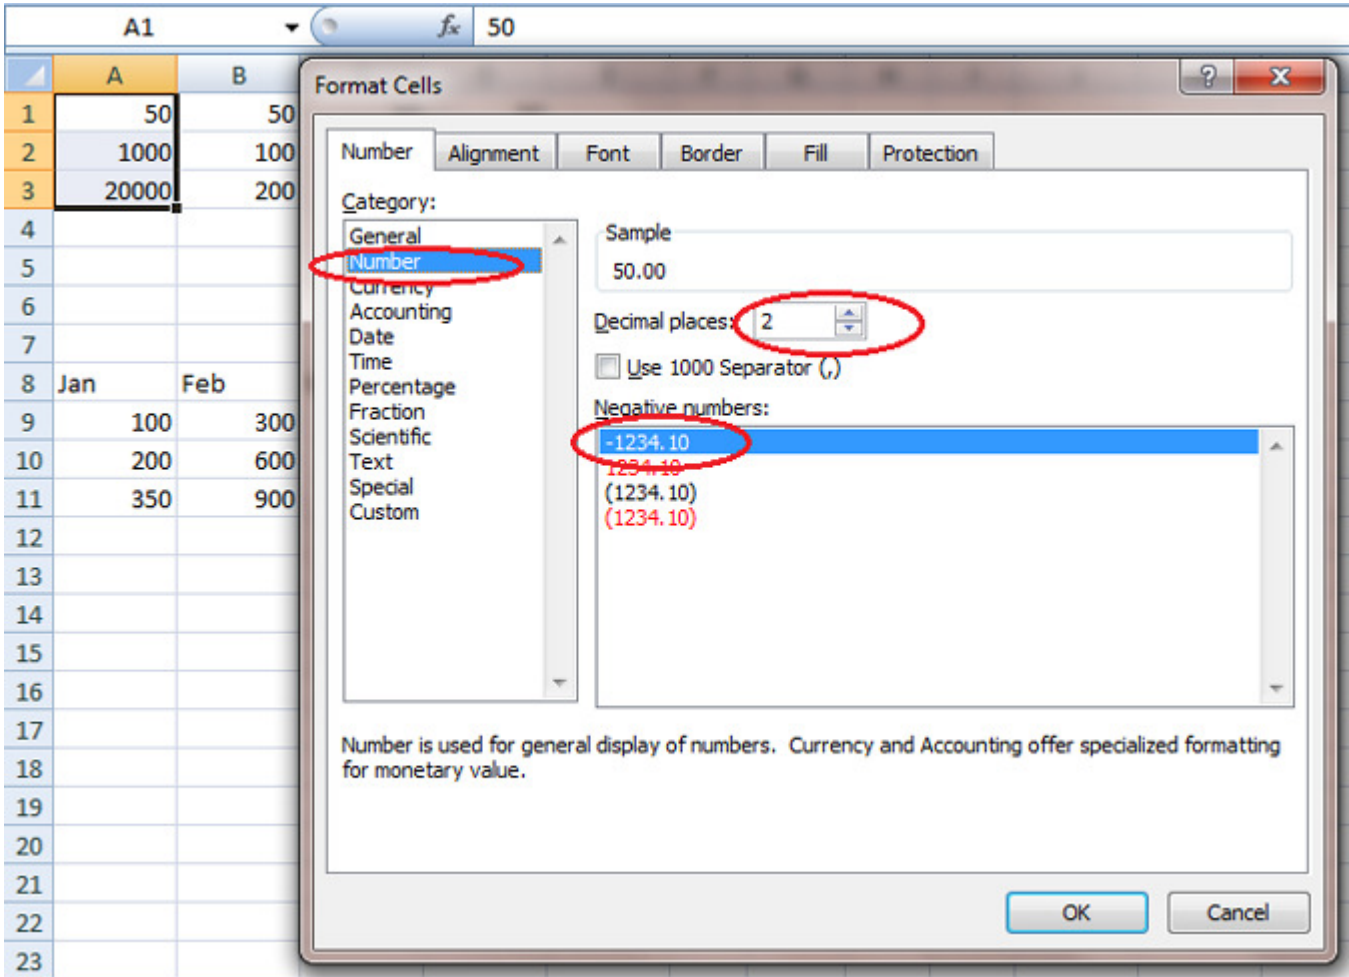 A1 fx 50
A B
Format Cells ? X
1 50 50
2 1000 100
3 20000 200
4
5
6
7
8 Jan Feb
9 100 300
10 200 600
11 350 900
12
13
14
15
16
17
18
19
20
21
22
23
Number Alignment Font Border Fill Protection
Category:
General
Number
Currency
Accounting
Date
Time
Percentage
Fraction
Scientific
Text
Special
Custom
Sample
50.00
Decimal places: 2
Use 1000 Separator (,)
Negative numbers:
-1234.10
1234.10
(1234.10)
(1234.10)
Number is used for general display of numbers. Currency and Accounting offer specialized formatting
for monetary value.
OK Cancel